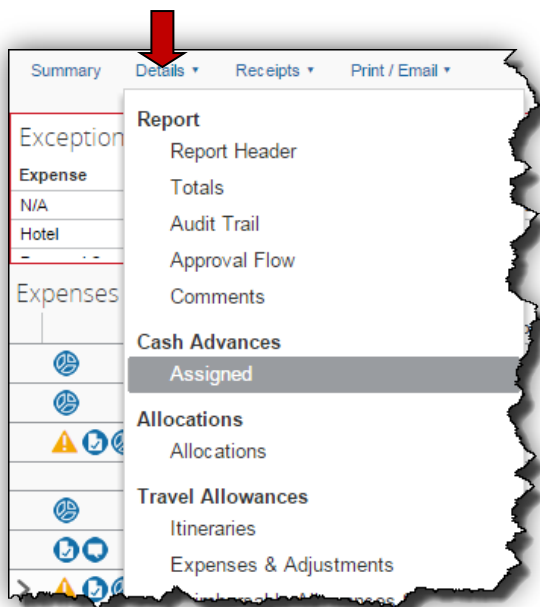 Summary Details ▾ Receipts ▾ Print / Email ▾
Report
Exception
Report Header
Expense
Totals
N/A
Audit Trail
Hotel
Approval Flow
Expenses
Comments
Cash Advances
Assigned
Allocations
Allocations
Travel Allowances
Itineraries
Expenses & Adjustments